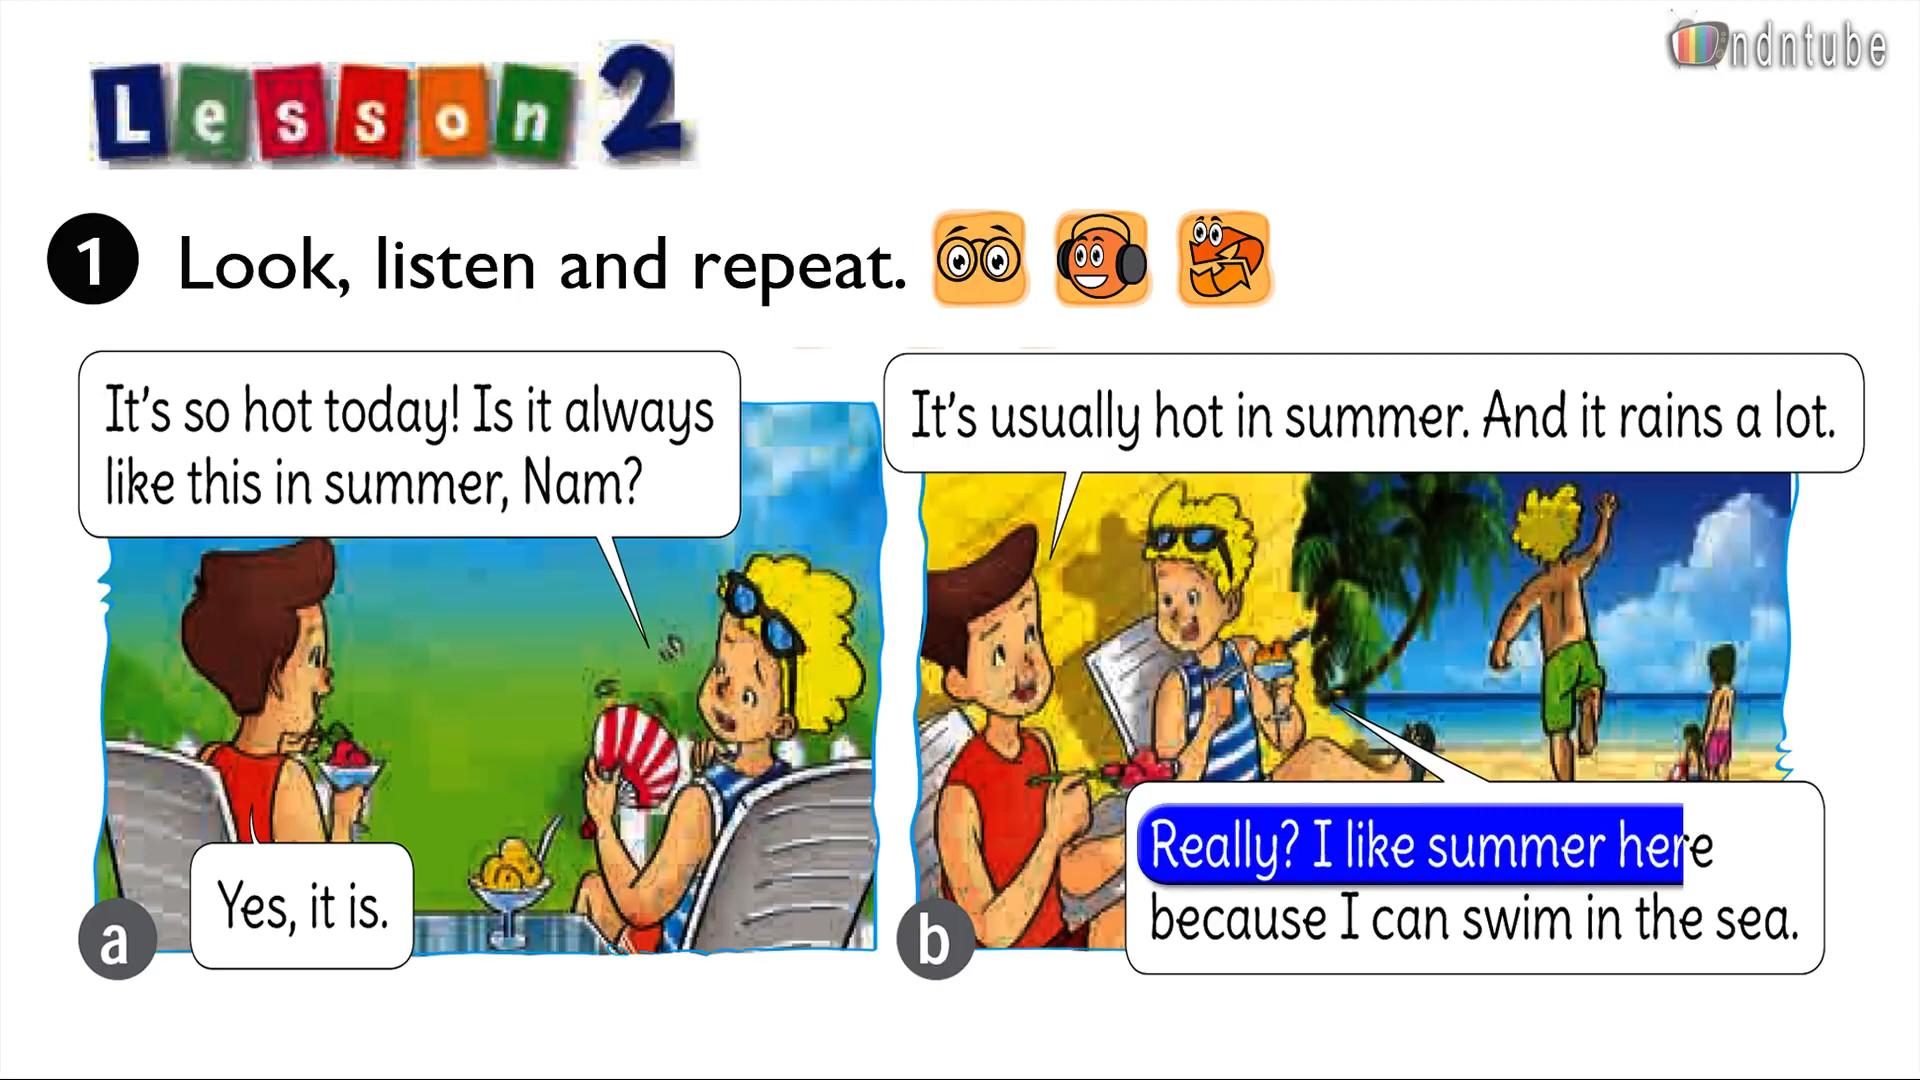 Lesson 2
ndntube
1 Look, listen and repeat.
It's so hot today! Is it always
like this in summer, Nam?
Yes, it is.
a
It's usually hot in summer. And it rains a lot.
Really? I like summer here
because I can swim in the sea.
b